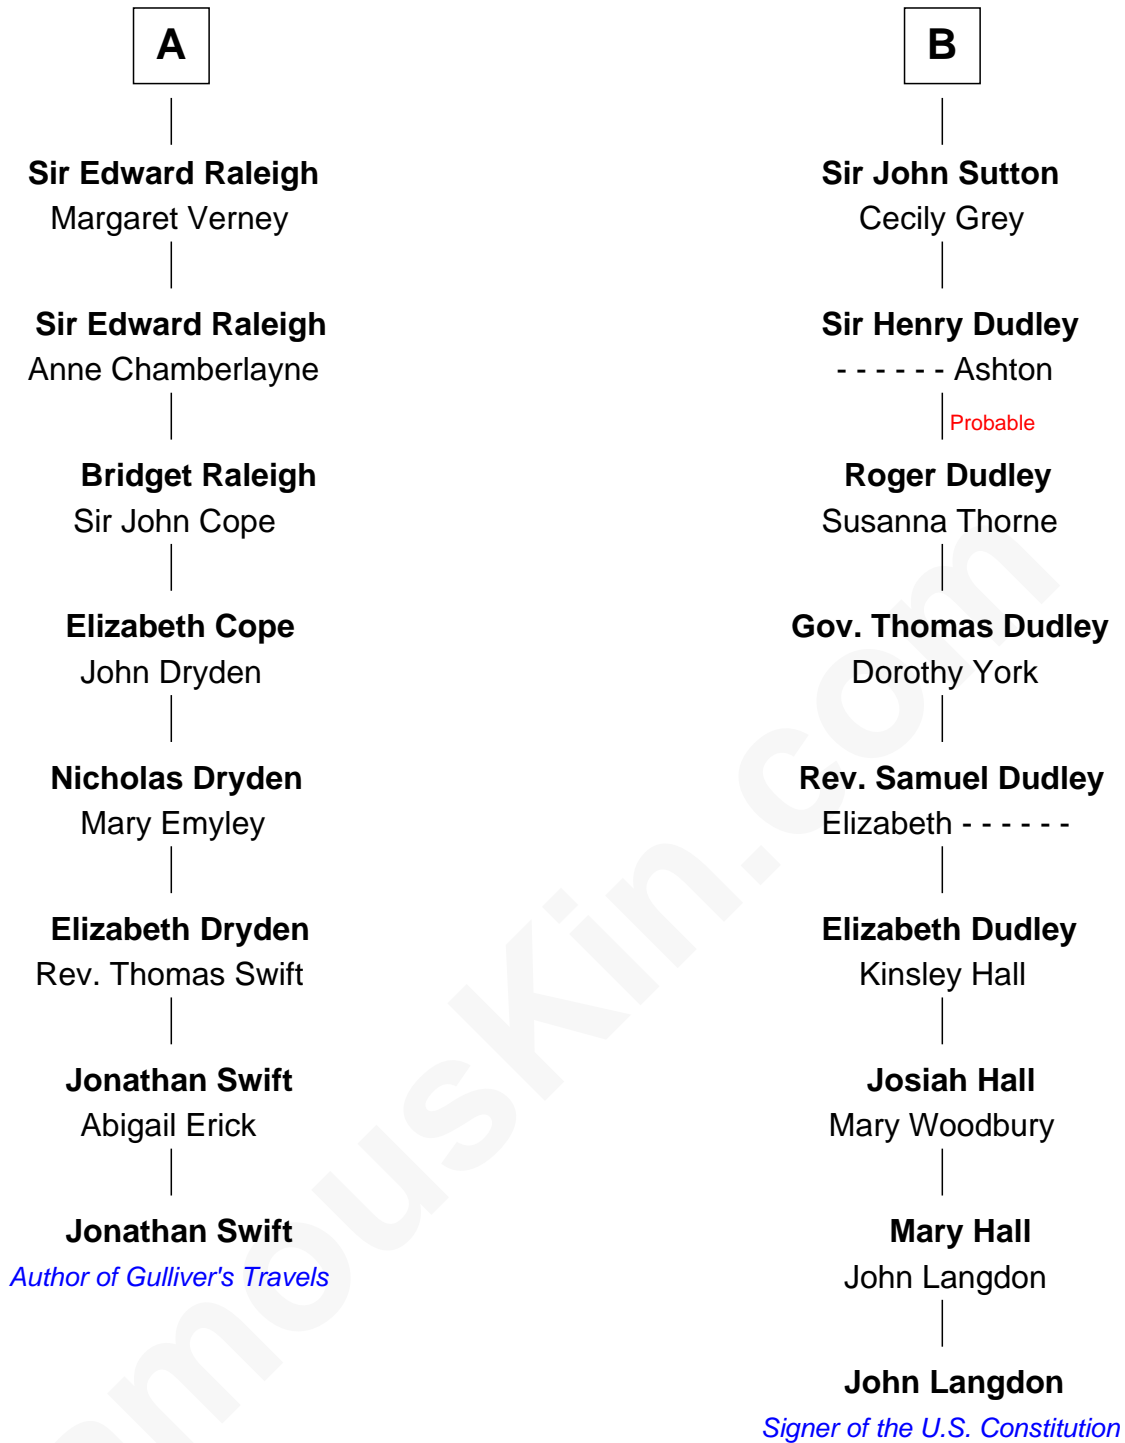 A
Sir Edward Raleigh
Margaret Verney
Sir Edward Raleigh
Anne Chamberlayne
Bridget Raleigh
Sir John Cope
Elizabeth Cope
John Dryden
Nicholas Dryden
Mary Emyley
Elizabeth Dryden
Rev. Thomas Swift
Jonathan Swift
Abigail Erick
Jonathan Swift
Author of Gulliver's Travels
B
Sir John Sutton
Cecily Grey
Sir Henry Dudley
- - - - - - Ashton
Probable
Roger Dudley
Susanna Thorne
Gov. Thomas Dudley
Dorothy York
Rev. Samuel Dudley
Elizabeth - - - - - -
Elizabeth Dudley
Kinsley Hall
Josiah Hall
Mary Woodbury
Mary Hall
John Langdon
John Langdon
Signer of the U.S. Constitution
amouskin.com